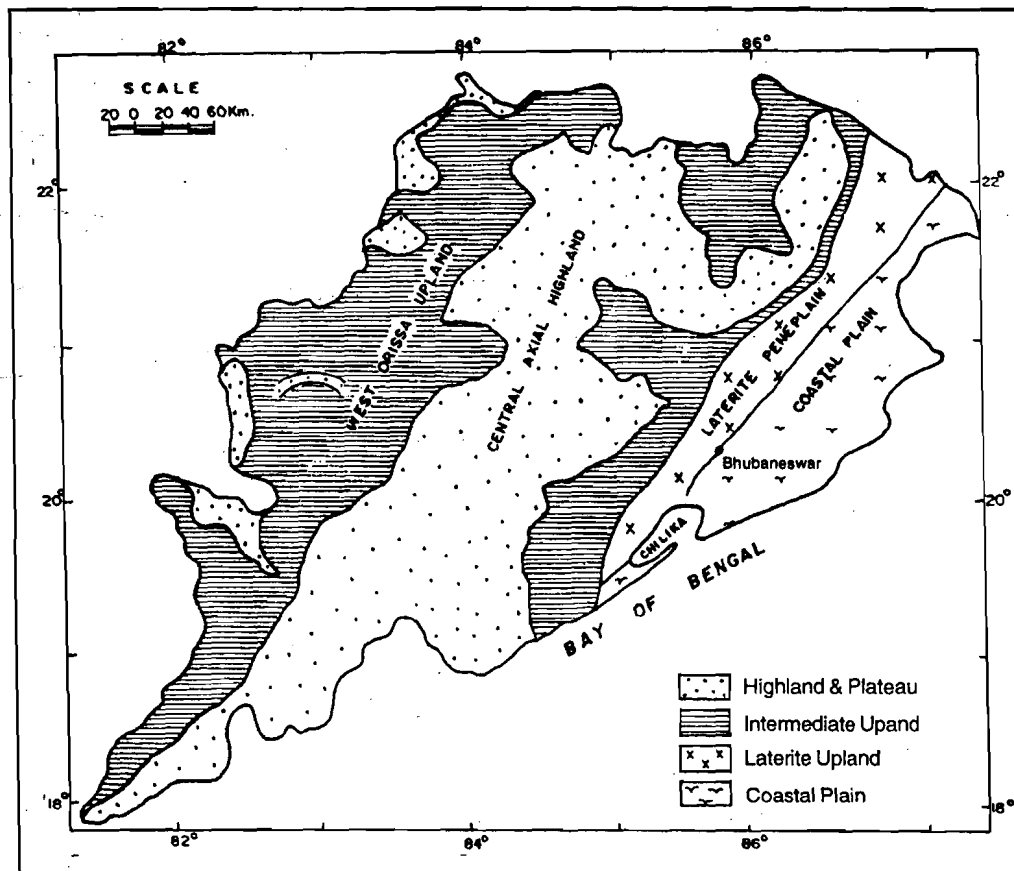 82°
84°
86°
SCALE
20 0 20 40 60 Km.
22°
22°
WEST ORISSA UPLAND
CENTRAL AXIAL HIGHLAND
LATERITE PENEPLAIN
COASTAL PLAIN
Bhubaneswar
20°
20°
CHILIKA
BAY OF BENGAL
Highland & Plateau
Intermediate Upand
Laterite Upland
Coastal Plain
18°
18°
82°
84°
86°